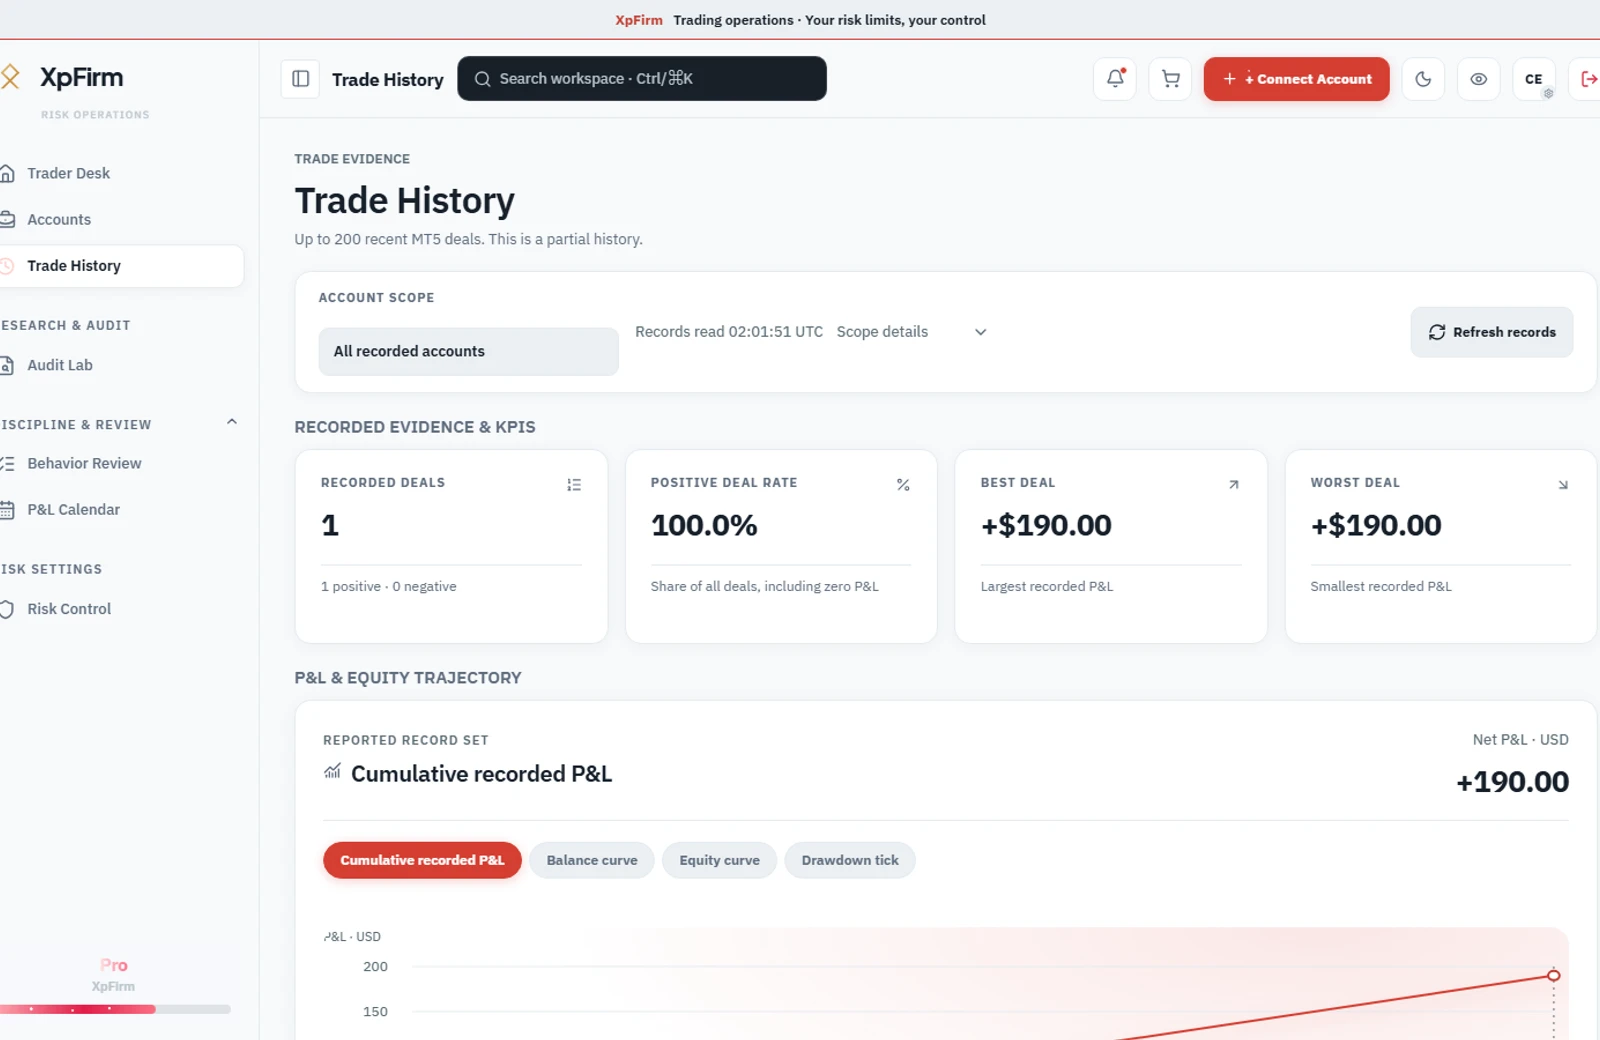 XpFirm Trading operations · Your risk limits, your control
XpFirm
RISK OPERATIONS
Trade History
Search workspace · Ctrl/⌘K
+ + Connect Account
CE
Trader Desk
Accounts
Trade History
ESEARCH & AUDIT
Audit Lab
ISCIPLINE & REVIEW
Behavior Review
P&L Calendar
ISK SETTINGS
Risk Control
Pro
XpFirm
TRADE EVIDENCE
Trade History
Up to 200 recent MT5 deals. This is a partial history.
ACCOUNT SCOPE
All recorded accounts
Records read 02:01:51 UTC Scope details
Refresh records
RECORDED EVIDENCE & KPIS
RECORDED DEALS
1
1 positive · 0 negative
POSITIVE DEAL RATE
%
100.0%
Share of all deals, including zero P&L
BEST DEAL
+$190.00
Largest recorded P&L
WORST DEAL
+$190.00
Smallest recorded P&L
P&L & EQUITY TRAJECTORY
REPORTED RECORD SET
Cumulative recorded P&L
Net P&L · USD
+190.00
Cumulative recorded P&L
Balance curve
Equity curve
Drawdown tick
P&L · USD
200
150